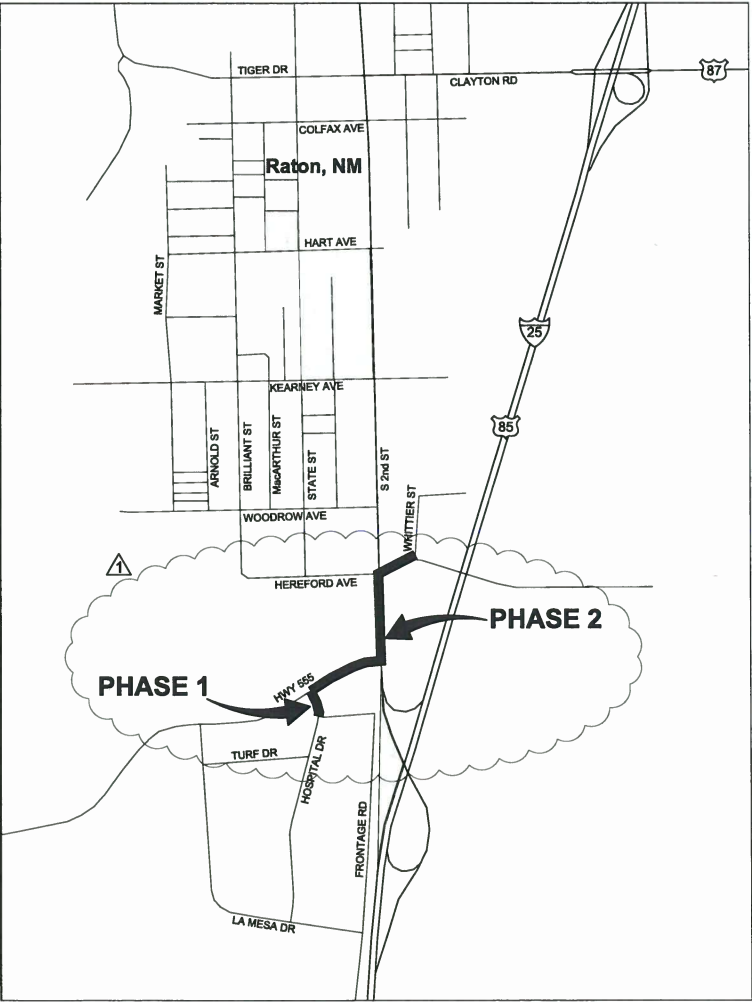 TIGER DR
87
CLAYTON RD
COLFAX AVE
Raton, NM
HART AVE
MARKET ST
25
KEARNEY AVE
85
ARNOLD ST
BRILLIANT ST
MacARTHUR ST
STATE ST
S 2nd ST
WHITTIER ST
WOODROW AVE
1
HEREFORD AVE
PHASE 2
HWY 555
PHASE 1
TURF DR
HOSPITAL DR
FRONTAGE RD
LA MESA DR